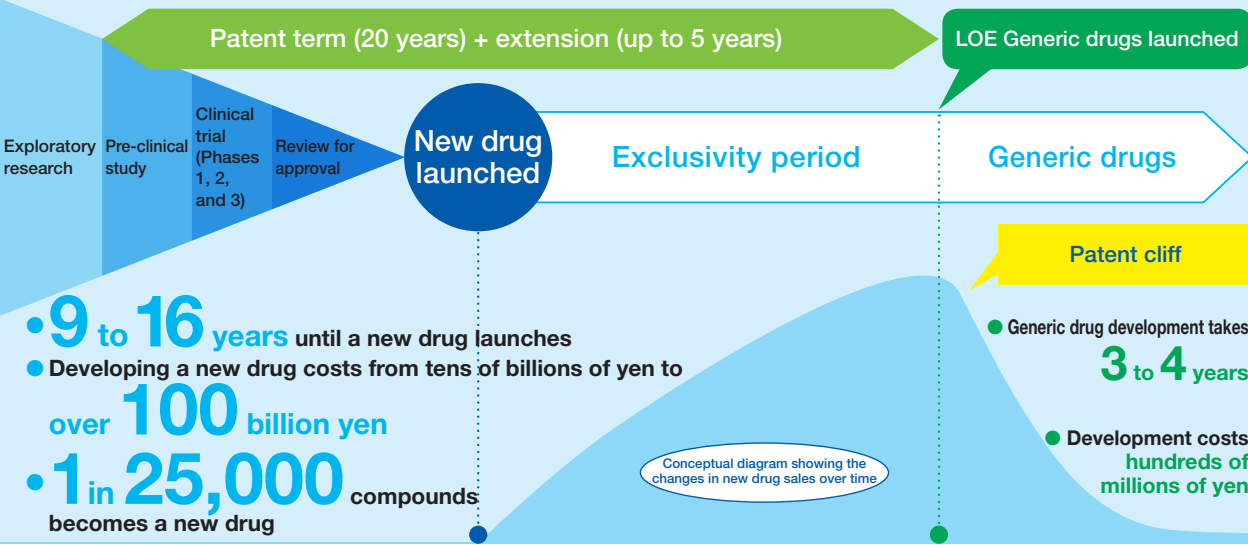 Patent term (20 years) + extension (up to 5 years)
LOE Generic drugs launched
Exploratory
research
Pre-clinical
study
Clinical
trial
(Phases
1, 2,
and 3)
Review for
approval
New drug
launched
Exclusivity period
Generic drugs
Patent cliff
•9 to 16 years until a new drug launches
● Developing a new drug costs from tens of billions of yen to
over 100 billion yen
•1 in 25,000 compounds
becomes a new drug
Conceptual diagram showing the
changes in new drug sales over time
● Generic drug development takes
3 to 4 years
● Development costs
hundreds of
millions of yen